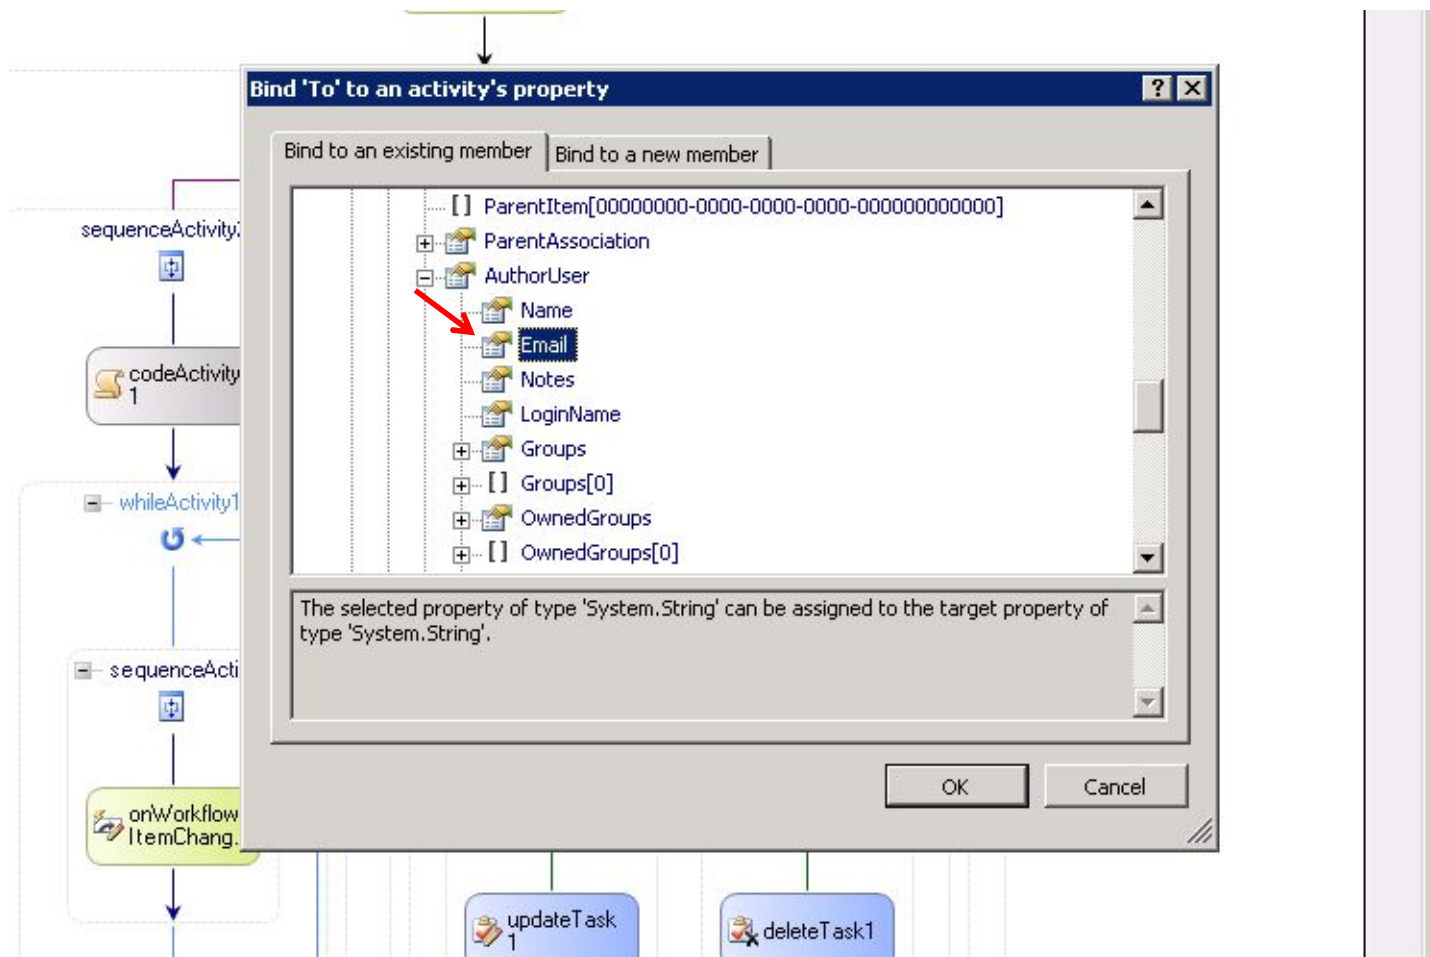 Bind 'To' to an activity's property
Bind to an existing member
Bind to a new member
[] ParentItem[00000000-0000-0000-0000-000000000000]
ParentAssociation
AuthorUser
Name
Email
Notes
LoginName
Groups
[] Groups[0]
OwnedGroups
[] OwnedGroups[0]
The selected property of type 'System.String' can be assigned to the target property of
type 'System.String'.
OK
Cancel
sequenceActivity
codeActivity
1
whileActivity1
sequenceActi
onWorkflow
ItemChang.
updateTask
1
deleteTask1